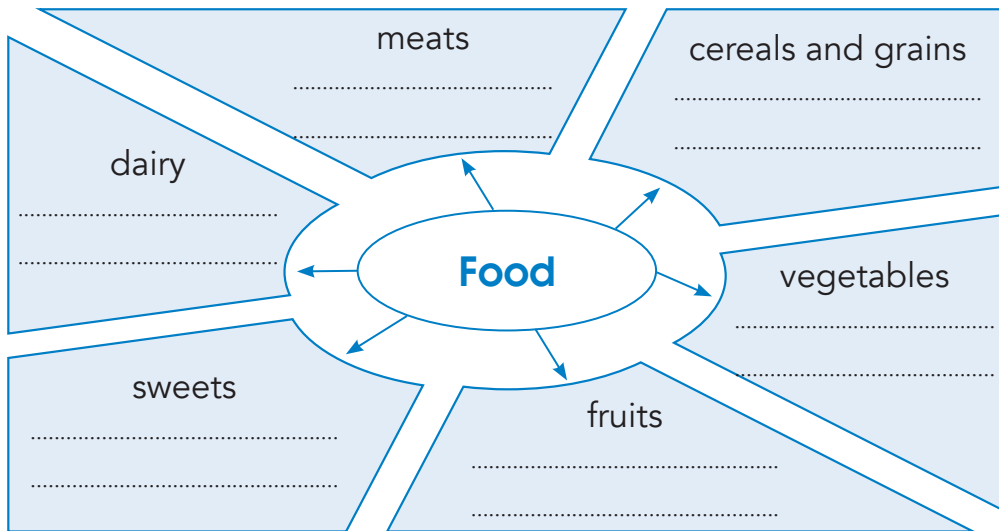 meats
cereals and grains
dairy
Food
vegetables
sweets
fruits